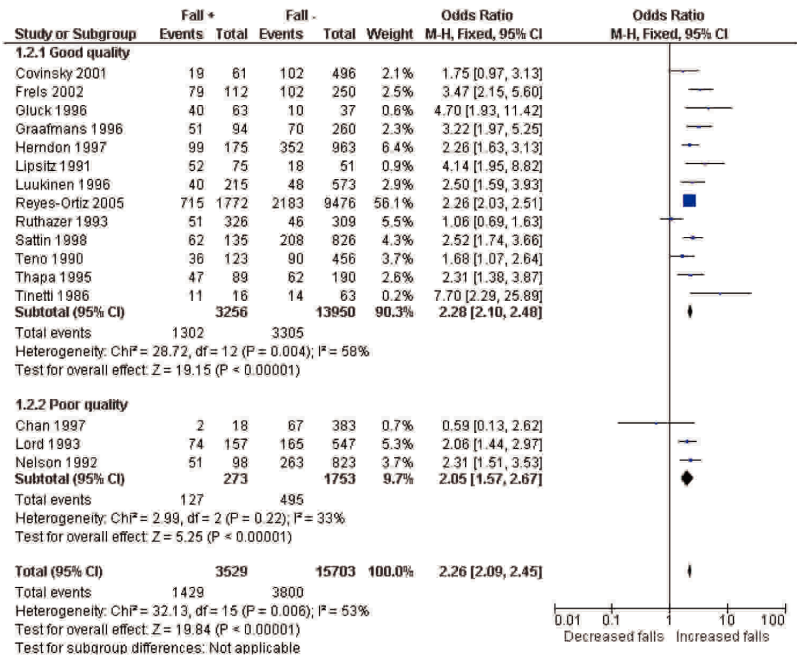 Fall + Fall - Odds Ratio Odds Ratio
Study or Subgroup Events Total Events Total Weight M-H, Fixed, 95% CI M-H, Fixed, 95% CI
1.2.1 Good quality
Covinsky 2001 19 61 102 496 2.1% 1.75 [0.97, 3.13]
Frels 2002 79 112 102 250 2.5% 3.47 [2.15, 5.60]
Gluck 1996 40 63 10 37 0.6% 4.70 [1.93, 11.42]
Graafmans 1996 51 94 70 260 2.3% 3.22 [1.97, 5.25]
Herndon 1997 99 175 352 963 6.4% 2.26 [1.63, 3.13]
Lipsitz 1991 52 75 18 51 0.8% 4.14 [1.95, 8.82]
Luukinen 1996 40 215 48 573 2.9% 2.50 [1.59, 3.93]
Reyes-Ortiz 2005 715 1772 2183 9476 56.1% 2.26 [2.03, 2.51]
Ruthazer 1993 51 326 46 309 5.1% 1.06 [0.69, 1.63]
Sattin 1998 62 135 208 826 4.3% 2.52 [1.74, 3.66]
Teno 1990 36 123 90 456 3.7% 1.68 [1.07, 2.64]
Thapa 1995 47 89 62 190 2.6% 2.31 [1.38, 3.87]
Tinetti 1986 11 16 14 63 0.2% 7.70 [2.29, 25.89]
Subtotal (95% CI) 3256 13950 90.3% 2.28 [2.10, 2.48]
Total events 1302 3305
Heterogeneity: Chi² = 28.72, df = 12 (P = 0.004); I² = 58%
Test for overall effect: Z = 19.15 (P < 0.00001)
1.2.2 Poor quality
Chan 1997 2 18 67 383 0.7% 0.59 [0.13, 2.62]
Lord 1993 74 157 165 547 5.3% 2.06 [1.44, 2.97]
Nelson 1992 51 98 263 823 3.7% 2.31 [1.51, 3.53]
Subtotal (95% CI) 273 1753 9.7% 2.05 [1.57, 2.67]
Total events 127 495
Heterogeneity: Chi² = 2.99, df = 2 (P = 0.22); I² = 33%
Test for overall effect: Z = 5.25 (P < 0.00001)
Total (95% CI) 3529 15703 100.0% 2.26 [2.09, 2.45]
Total events 1429 3800
Heterogeneity: Chi² = 32.13, df = 15 (P = 0.006); I² = 53%
Test for overall effect: Z = 19.84 (P < 0.00001)
Test for subgroup differences: Not applicable
0.01 0.1 1 10 100
Decreased falls Increased falls